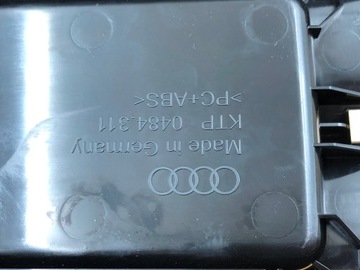 Made in Germany
KTP 0484.311
>PC+ABS<